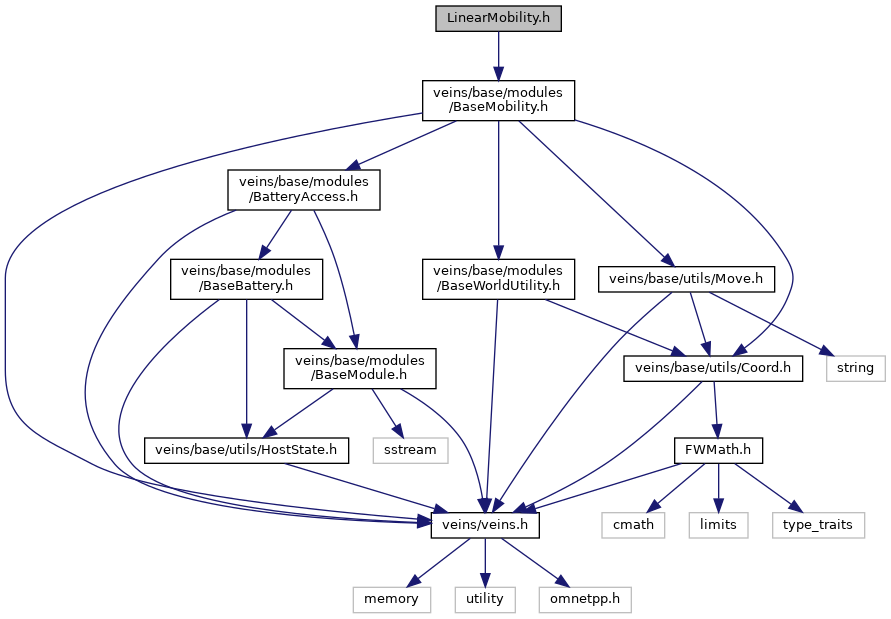 LinearMobility.h
veins/base/modules
/BaseMobility.h
veins/base/modules
/BatteryAccess.h
veins/base/modules
/BaseBattery.h
veins/base/modules
/BaseWorldUtility.h
veins/base/utils/Move.h
veins/base/modules
/BaseModule.h
veins/base/utils/Coord.h
string
veins/base/utils/HostState.h
sstream
FWMath.h
veins/veins.h
cmath
limits
type_traits
memory
utility
omnetpp.h